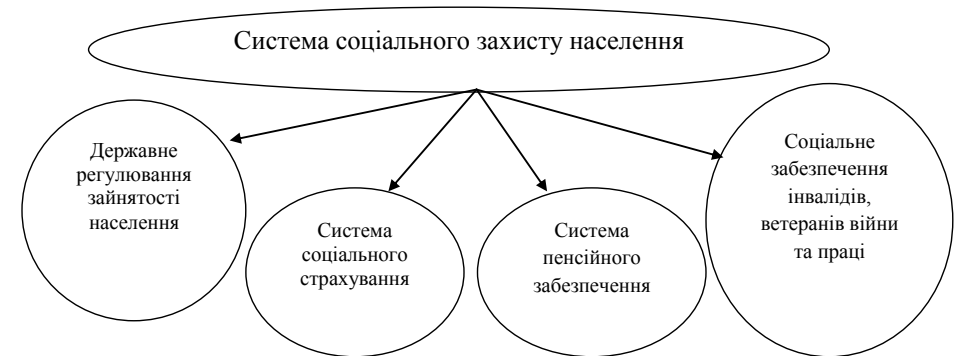 Система соціального захисту населення
Державне
регулювання
зайнятості
населення
Система
соціального
страхування
Система
пенсійного
забезпечення
Соціальне
забезпечення
інвалідів,
ветеранів війни
та праці